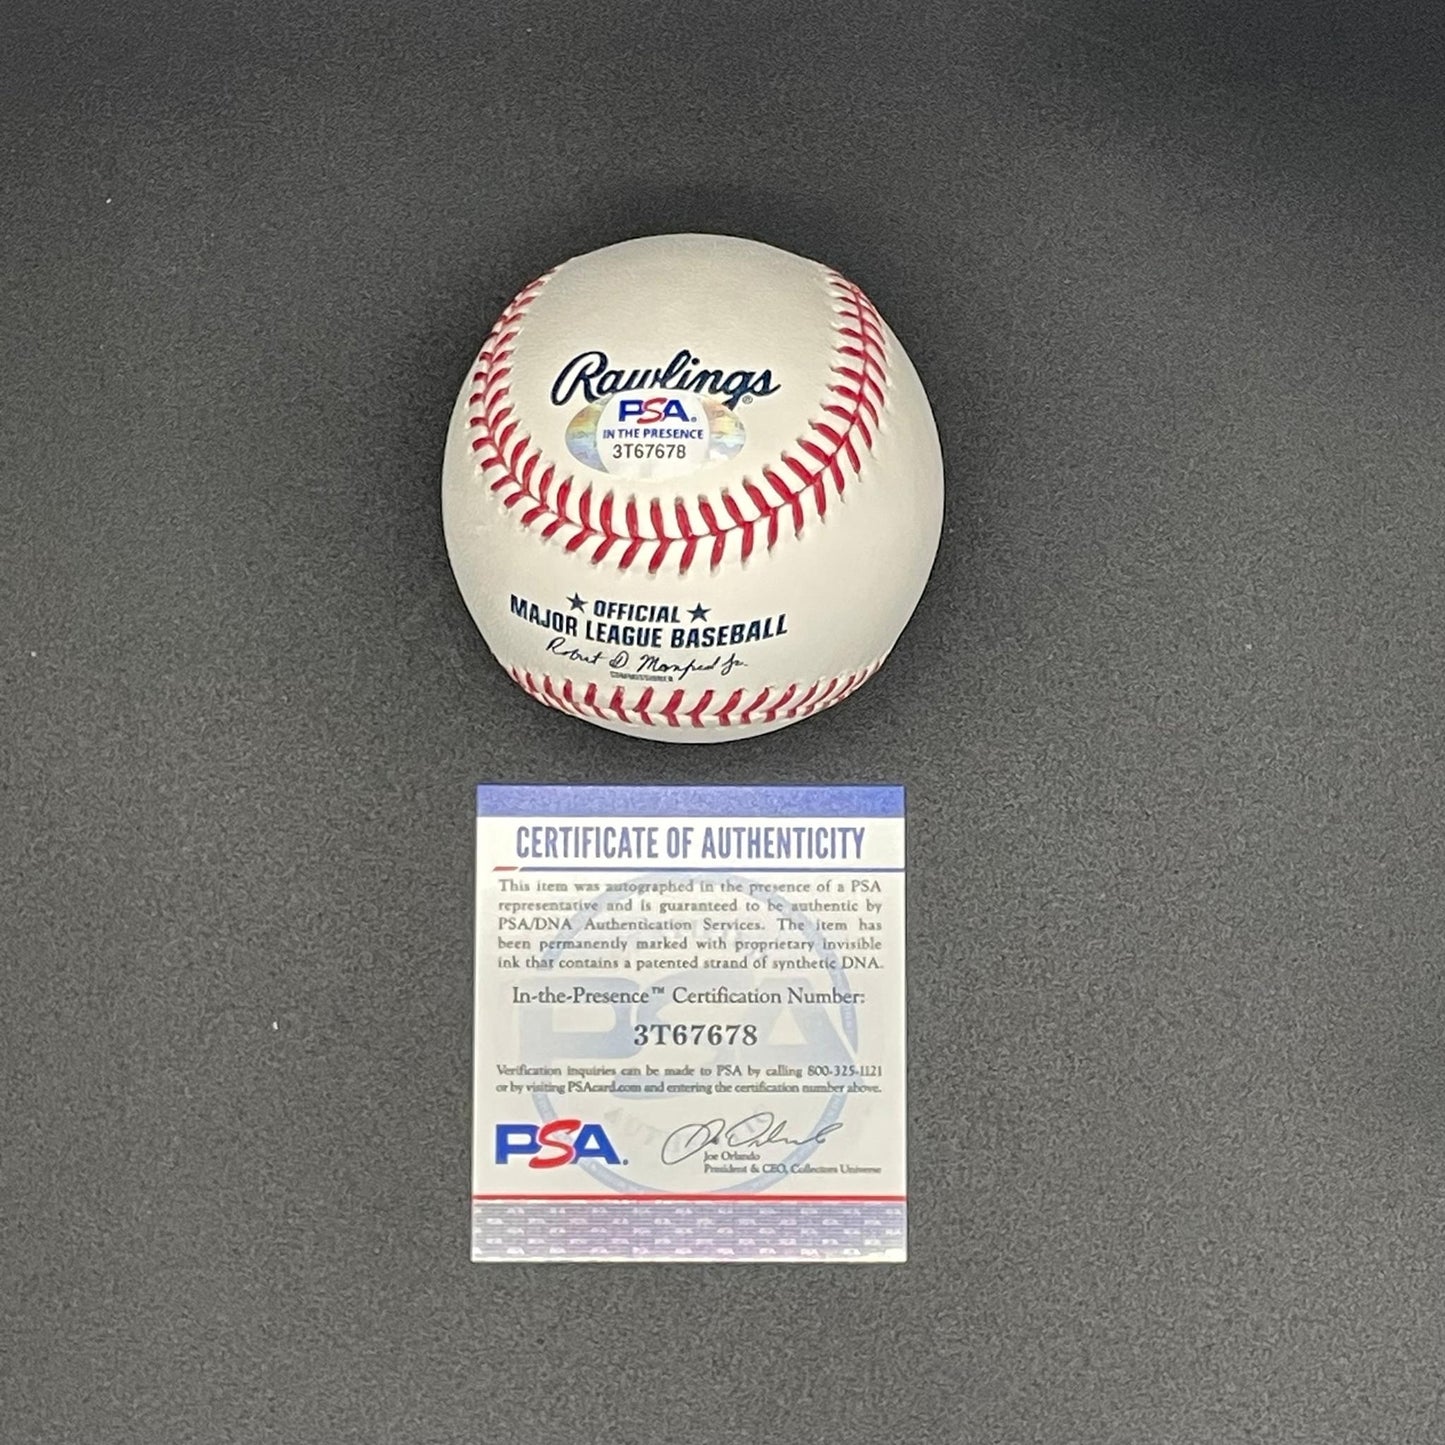 Rawlings®
PSA.
IN THE PRESENCE
3T67678
★ OFFICIAL ★
MAJOR LEAGUE BASEBALL
Robert D. Manfred Jr.
COMMISSIONER
CERTIFICATE OF AUTHENTICITY
This item was autographed in the presence of a PSA
representative and is guaranteed to be authentic by
PSA/DNA Authentication Services. The item has
been permanently marked with proprietary invisible
ink that contains a patented strand of synthetic DNA.
In-the-Presence™ Certification Number:
3T67678
Verification inquiries can be made to PSA by calling 800-325-1121
or by visiting PSAcard.com and entering the certification number above.
PSA.
Joe Orlando
Joe Orlando
President & CEO, Collectors Universe